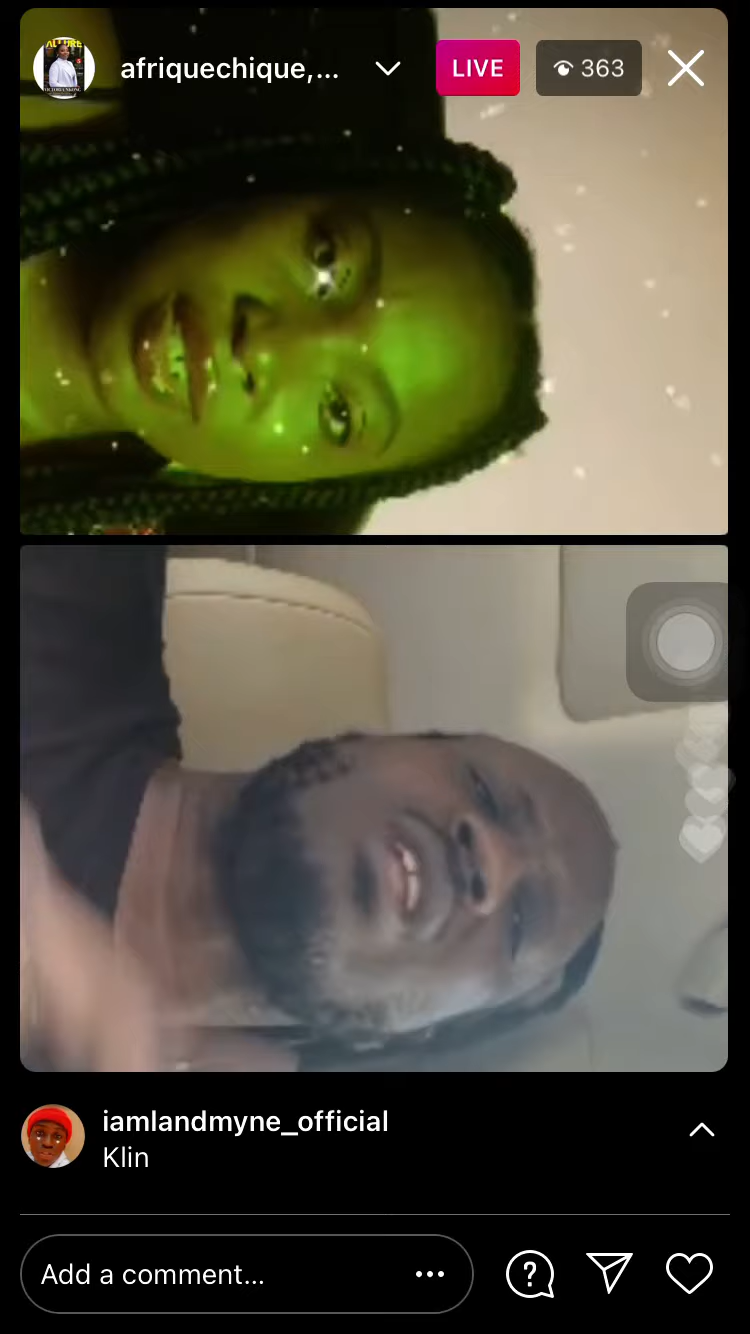 afriquechique,...
LIVE
363
iamlandmyne_official
Klin
Add a comment...
?